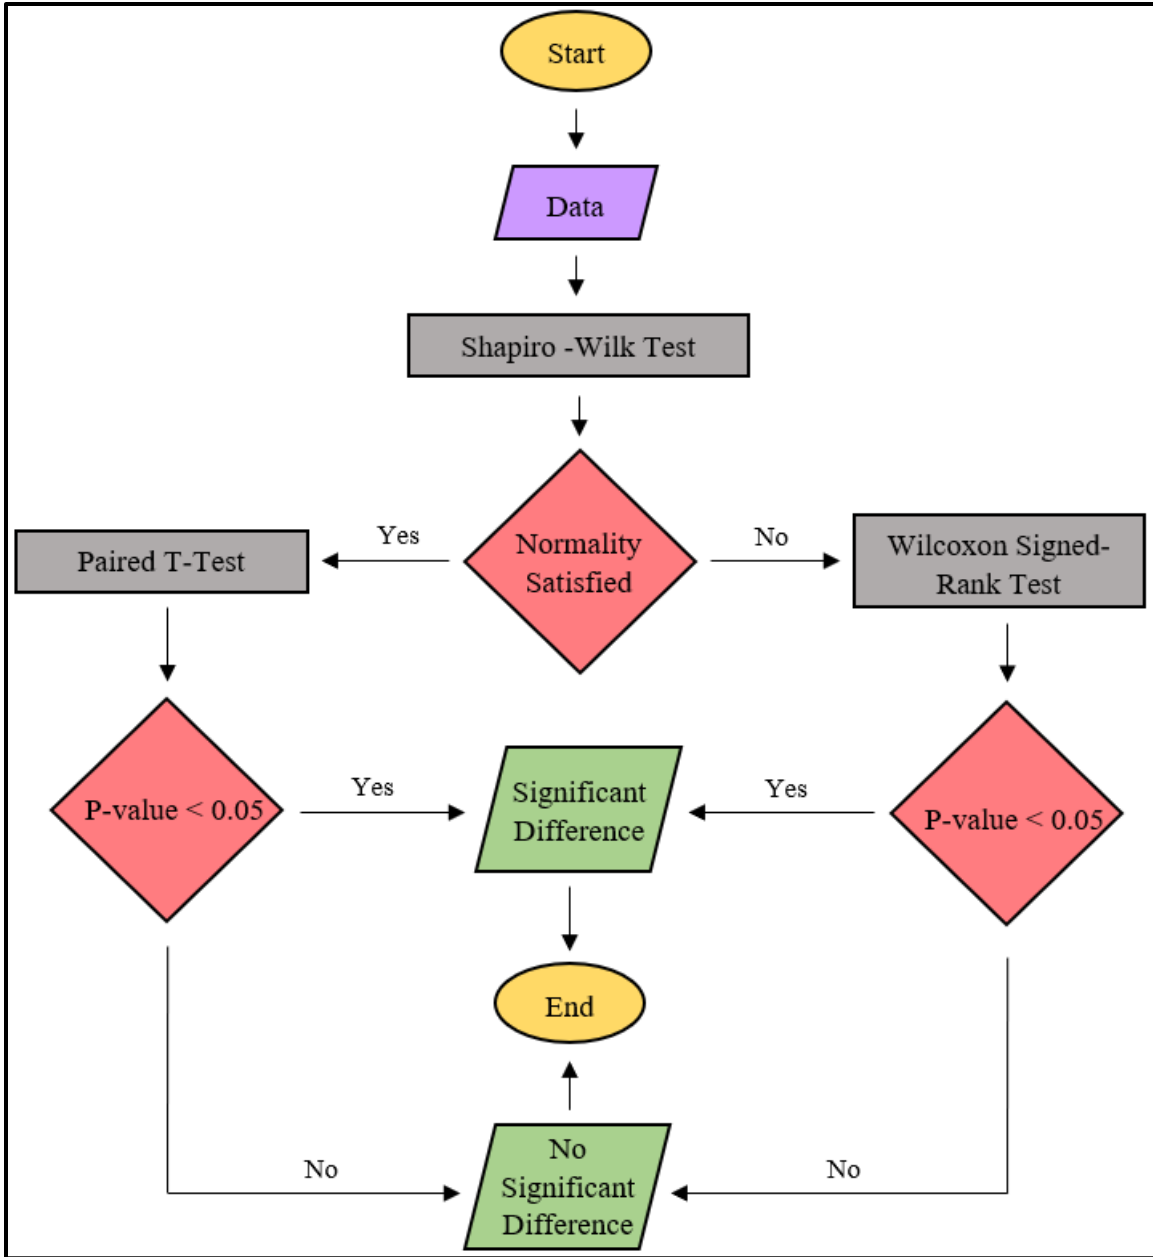 Start
Data
Shapiro -Wilk Test
Normality
Satisfied
Yes
No
Paired T-Test
Wilcoxon Signed-
Rank Test
P-value < 0.05
Yes
Significant
Difference
Yes
P-value < 0.05
End
No
No
Significant
Difference
No